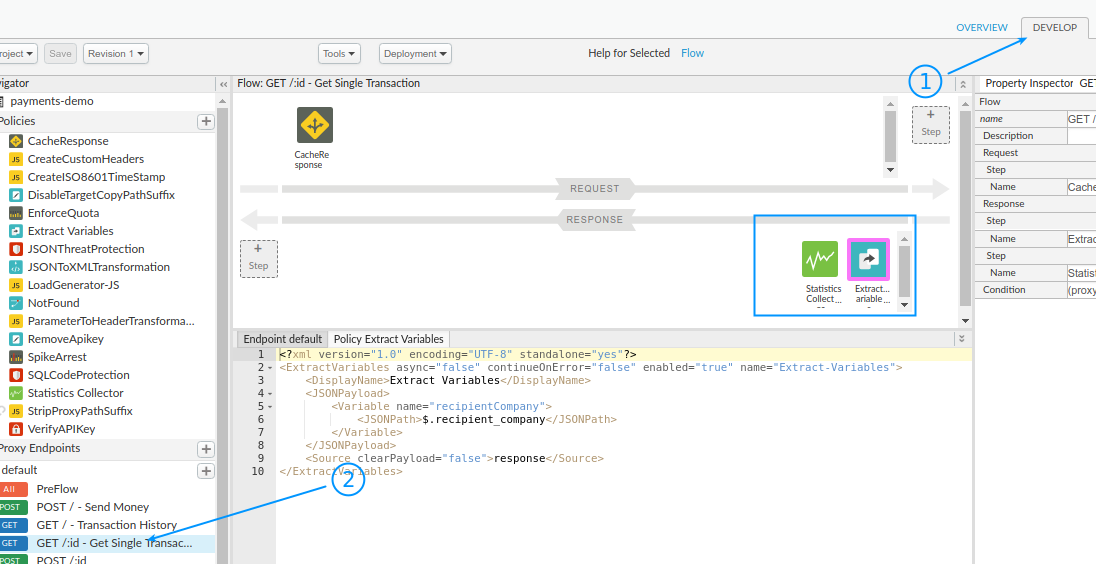 OVERVIEW DEVELOP
roject Save Revision 1 Tools Deployment Help for Selected Flow
1
vigator
payments-demo
Policies
CacheResponse
CreateCustomHeaders
CreateISO8601TimeStamp
DisableTargetCopyPathSuffix
EnforceQuota
Extract Variables
JSONThreatProtection
JSONToXMLTransformation
LoadGenerator-JS
NotFound
ParameterToHeaderTransforma...
RemoveApikey
SpikeArrest
SQLCodeProtection
Statistics Collector
StripProxyPathSuffix
VerifyAPIKey
Proxy Endpoints
default
All PreFlow
POST POST / - Send Money
GET GET / - Transaction History
GET GET /:id - Get Single Transac...
POST POST /:id
Flow: GET /:id - Get Single Transaction
CacheRe
sponse
+
Step
REQUEST
RESPONSE
+
Step
Statistics
Collect...
Extract...
ariable
Endpoint default Policy Extract Variables
1 <?xml version="1.0" encoding="UTF-8" standalone="yes"?>
2 <ExtractVariables async="false" continueOnError="false" enabled="true" name="Extract-Variables">
3 <DisplayName>Extract Variables</DisplayName>
4 <JSONPayload>
5 <Variable name="recipientCompany">
6 <JSONPath>$.recipient_company</JSONPath>
7 </Variable>
8 </JSONPayload>
9 <Source clearPayload="false">response</Source>
10 </ExtractVariables>
2
Property Inspector GET
Flow
name GET /
Description
Request
Step
Name Cache
Response
Step
Name Extrac
Step
Name Statis
Condition (proxy